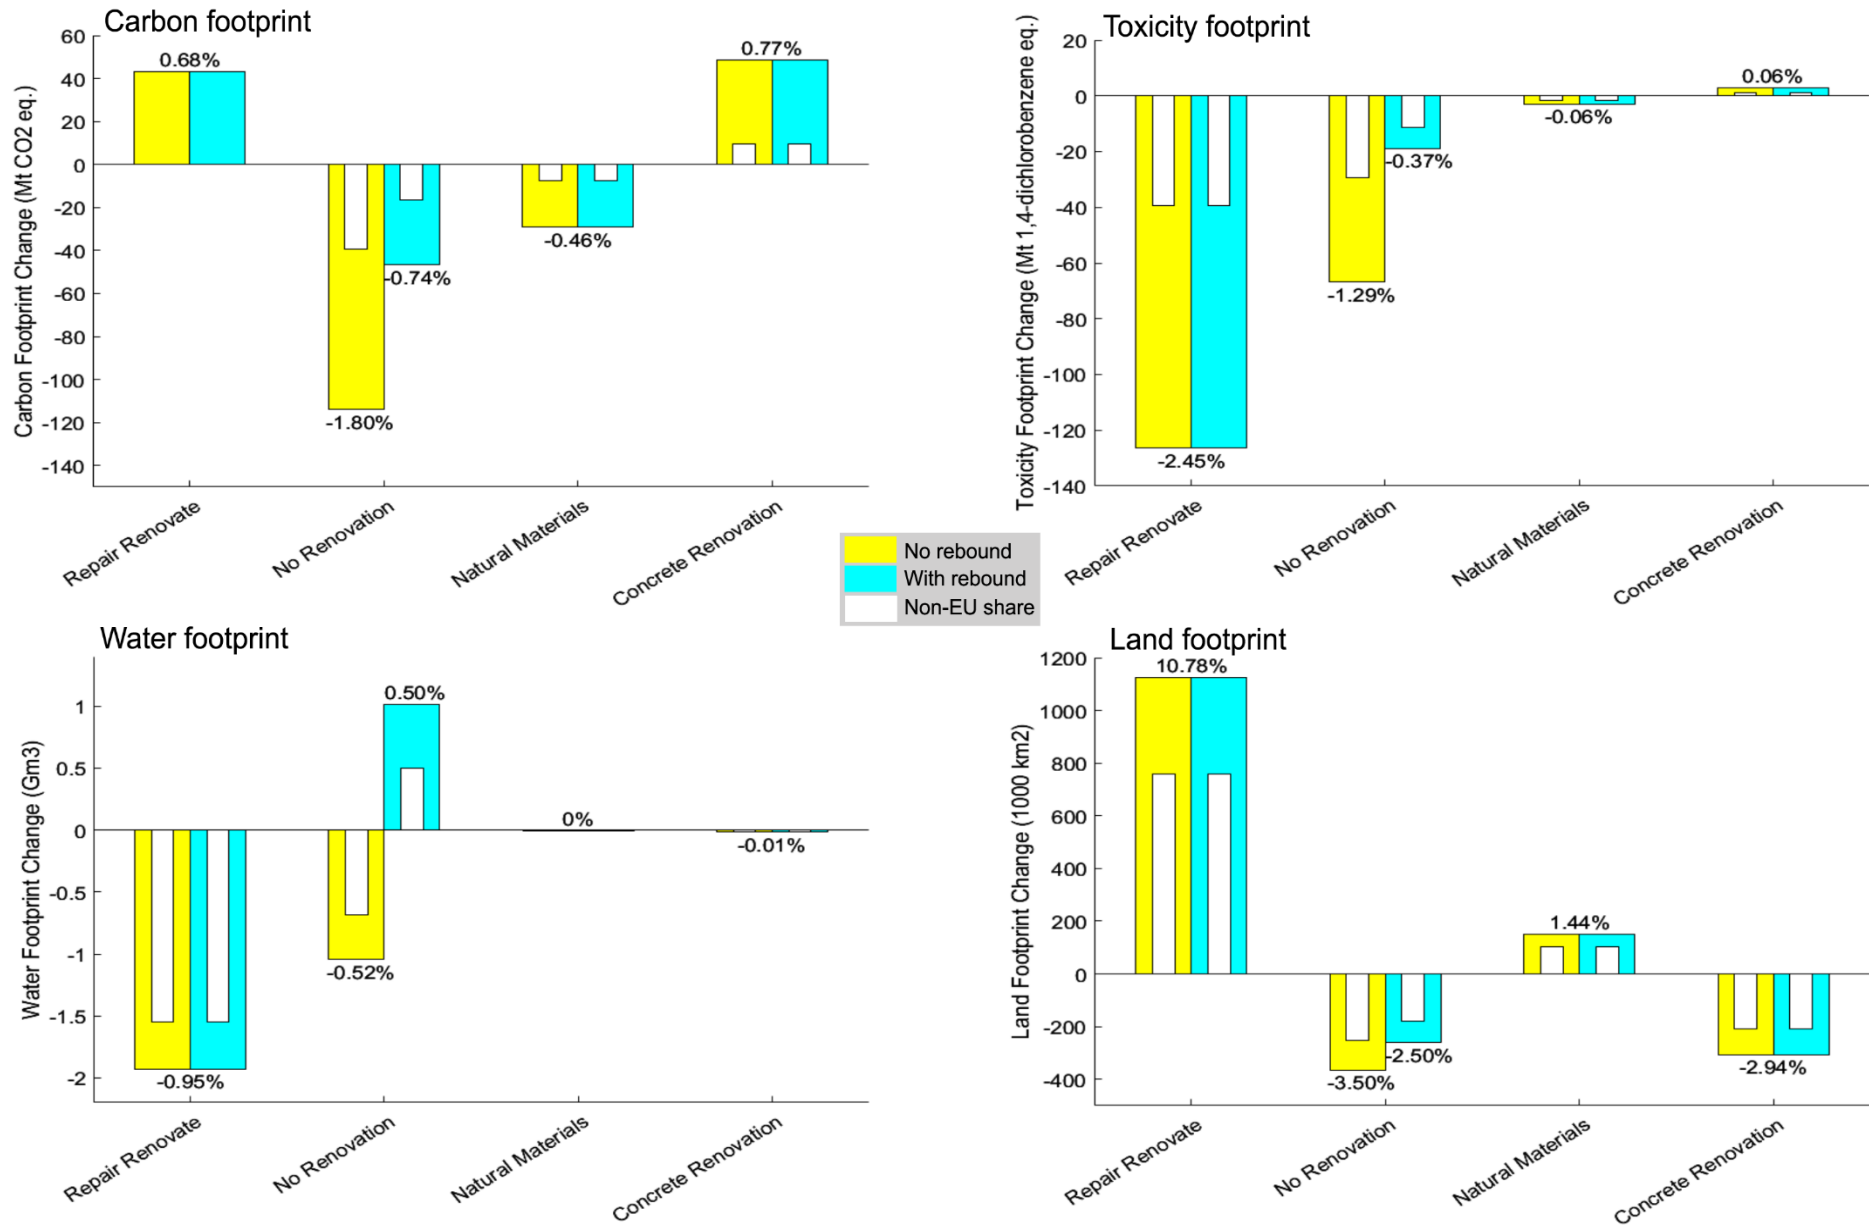 Carbon footprint
Carbon Footprint Change (Mt CO2 eq.)
60
40
20
0
-20
-40
-60
-80
-100
-120
-140
0.68%
-1.80%
-0.74%
-0.46%
0.77%
Repair Renovate
No Renovation
Natural Materials
Concrete Renovation
Toxicity footprint
Toxicity Footprint Change (Mt 1,4-dichlorobenzene eq.)
20
0
-20
-40
-60
-80
-100
-120
-140
-2.45%
-1.29%
-0.37%
-0.06%
0.06%
Repair Renovate
No Renovation
Natural Materials
Concrete Renovation
No rebound
With rebound
Non-EU share
Water footprint
Water Footprint Change (Gm3)
1
0.5
0
-0.5
-1
-1.5
-2
-0.95%
-0.52%
0.50%
0%
-0.01%
Repair Renovate
No Renovation
Natural Materials
Concrete Renovation
Land footprint
Land Footprint Change (1000 km2)
1200
1000
800
600
400
200
0
-200
-400
10.78%
-3.50%
-2.50%
1.44%
-2.94%
Repair Renovate
No Renovation
Natural Materials
Concrete Renovation